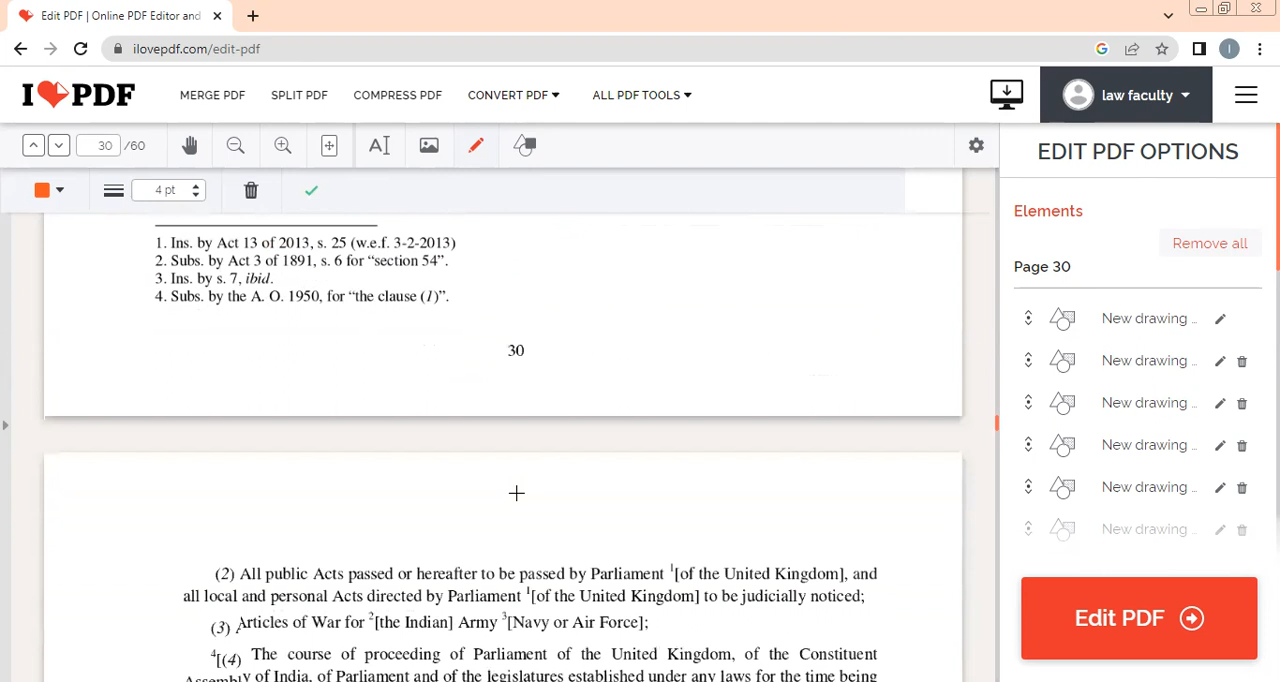 Edit PDF | Online PDF Editor and
ilovepdf.com/edit-pdf
I PDF
MERGE PDF
SPLIT PDF
COMPRESS PDF
CONVERT PDF
ALL PDF TOOLS
law faculty
30 /60
EDIT PDF OPTIONS
4 pt
Elements
Remove all
Page 30
New drawing ...
New drawing ...
New drawing ...
New drawing ...
New drawing ...
New drawing ...
Edit PDF
1. Ins. by Act 13 of 2013, s. 25 (w.e.f. 3-2-2013)
2. Subs. by Act 3 of 1891, s. 6 for “section 54”.
3. Ins. by s. 7, ibid.
4. Subs. by the A. O. 1950, for “the clause (1)”.
30
(2) All public Acts passed or hereafter to be passed by Parliament ¹[of the United Kingdom], and
all local and personal Acts directed by Parliament ¹[of the United Kingdom] to be judicially noticed;
(3) Articles of War for ²[the Indian] Army ³[Navy or Air Force];
⁴[(4) The course of proceeding of Parliament of the United Kingdom, of the Constituent
Assembly of India, of Parliament and of the legislatures established under any laws for the time being